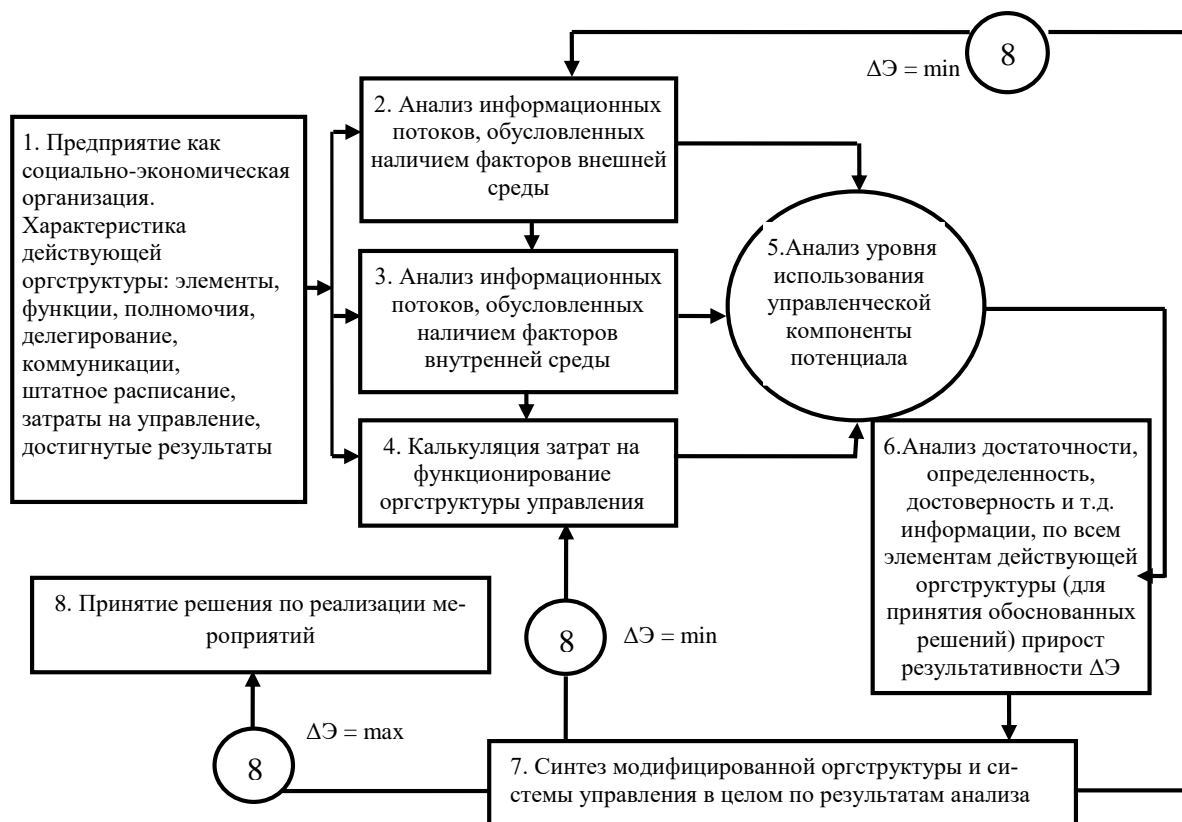 8
ΔЭ = min
2. Анализ информационных
потоков, обусловленных
наличием факторов внешней
среды
1. Предприятие как
социально-экономическая
организация.
Характеристика
действующей
оргструктуры: элементы,
функции, полномочия,
делегирование,
коммуникации,
штатное расписание,
затраты на управление,
достигнутые результаты
3. Анализ информационных
потоков, обусловленных
наличием факторов
внутренней среды
5.Анализ уровня
использования
управленческой
компоненты
потенциала
4. Калькуляция затрат на
функционирование
оргструктуры управления
6.Анализ достаточности,
определенность,
достоверность и т.д.
информации, по всем
элементам действующей
оргструктуры (для
принятия обоснованных
решений) прирост
результативности ΔЭ
8. Принятие решения по реализации ме-
роприятий
8
ΔЭ = min
8
ΔЭ = max
7. Синтез модифицированной оргструктуры и си-
стемы управления в целом по результатам анализа